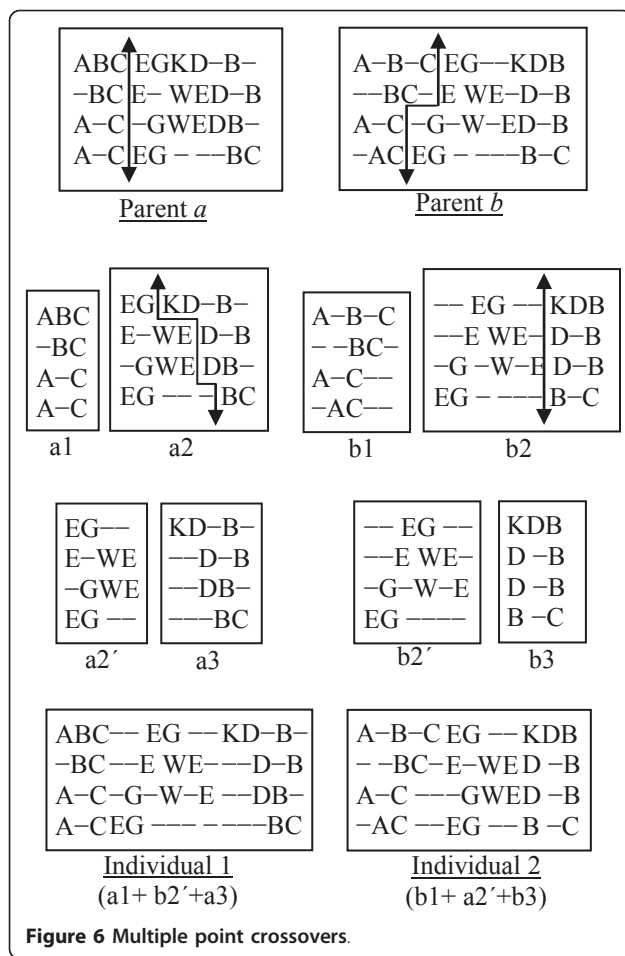 ABC EGKD–B–
–BC E– WED–B
A–C –GWEDB–
A–C EG – ––BC
Parent a
A–B–C EG––KDB
––BC– E WE–D–B
A–C –G–W–ED–B
–AC EG – –––B–C
Parent b
ABC
-BC
A–C
A–C
a1
EG KD–B–
E–WE D–B
–GWE DB–
EG –– – BC
a2
A–B–C
– –BC–
A–C––
–AC––
b1
–– EG –– KDB
––E WE– D–B
–G –W–E D–B
EG –––– B–C
b2
EG––
E–WE
–GWE
EG ––
a2´
KD–B–
––D–B
––DB–
–––BC
a3
–– EG ––
––E WE–
–G–W–E
EG ––––
b2´
KDB
D –B
D –B
B –C
b3
ABC–– EG ––KD–B–
–BC––E WE–––D–B
A–C–G–W–E ––DB–
A–CEG –––– –––BC
Individual 1
(a1+ b2´+a3)
A–B–C EG –– KDB
– –BC–E–WED –B
A–C –––GWED –B
–AC ––EG––B –C
Individual 2
(b1+ a2´+b3)
Figure 6 Multiple point crossovers.